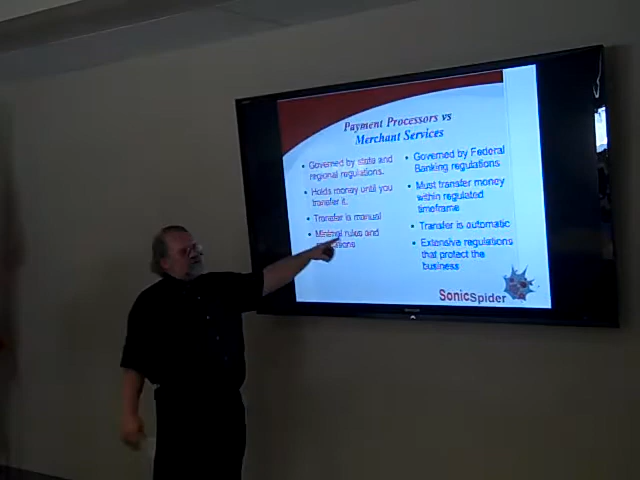 Payment Processors vs
Merchant Services
• Governed by state and
regional regulations.
• Holds money until you
transfer it.
• Transfer is manual
• Minimal rules and
• Governed by Federal
Banking regulations
• Must transfer money
within regulated
timeframe
• Transfer is automatic
• Extensive regulations
that protect the
business
SonicSpider